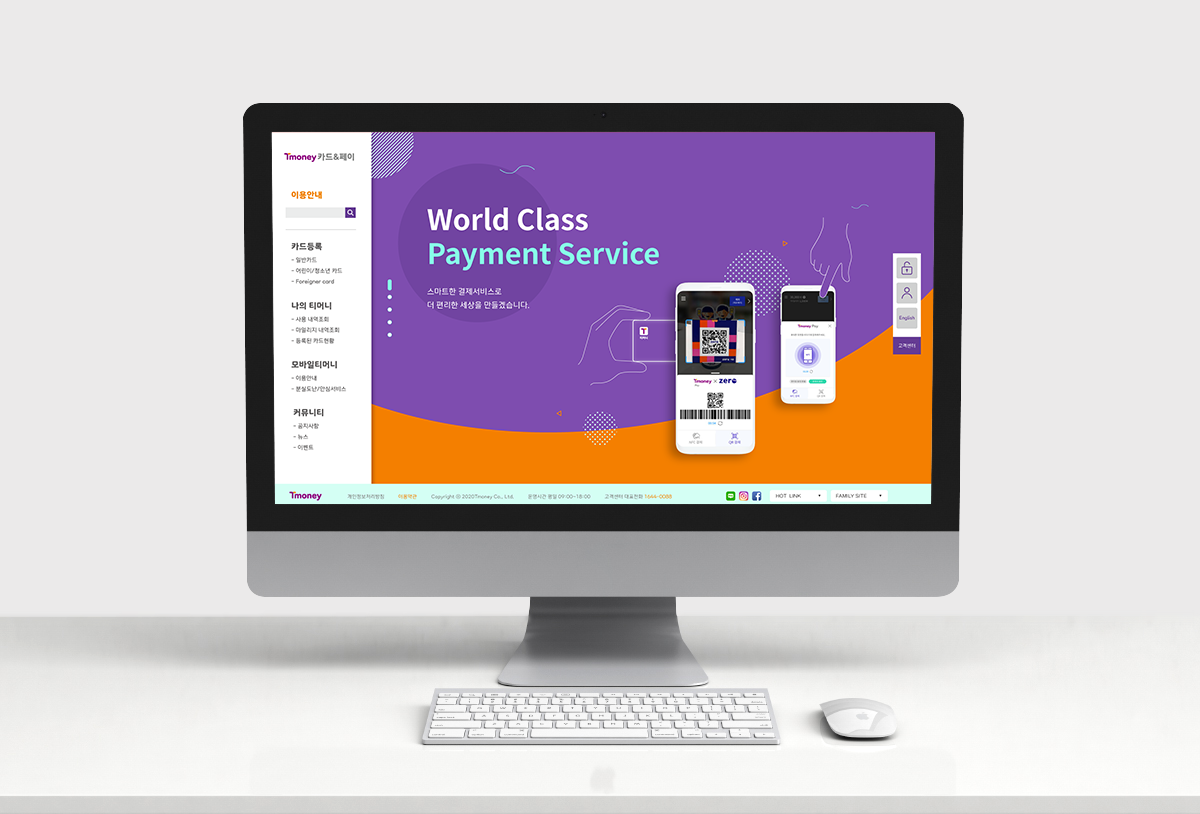 Tmoney 카드&페이
이용안내
카드등록
- 일반카드
- 어린이/청소년 카드
- Foreigner card
나의 티머니
- 사용 내역조회
- 마일리지 내역조회
- 등록된 카드현황
모바일티머니
- 이용안내
- 분실도난/안심서비스
커뮤니티
- 공지사항
- 뉴스
- 이벤트
World Class
Payment Service
스마트한 결제서비스로
더 편리한 세상을 만들겠습니다.
T
Tmoney × zero
Pay
QR 결제
Tmoney Pay
English
고객센터
Tmoney
개인정보처리방침
이용약관
Copyright ⓒ 2020Tmoney Co., Ltd.
운영시간 평일 09:00~18:00
고객센터 대표전화 1644-0088
HOT LINK
FAMILY SITE